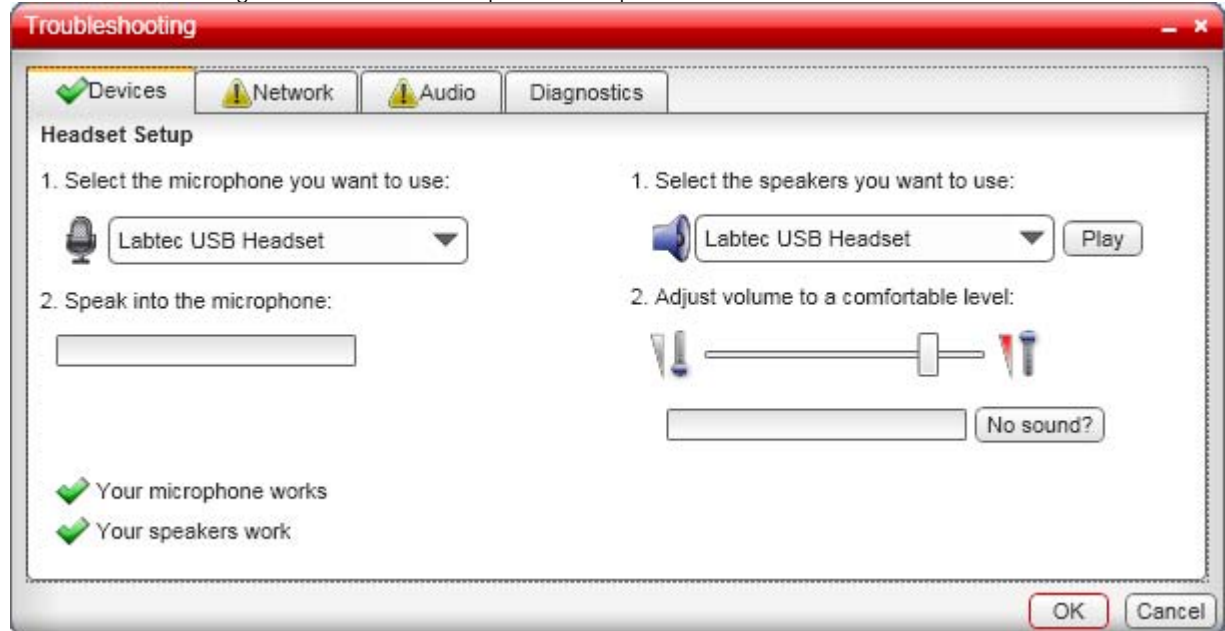 Troubleshooting
Devices
Network
Audio
Diagnostics
Headset Setup
1. Select the microphone you want to use:
Labtec USB Headset
2. Speak into the microphone:
1. Select the speakers you want to use:
Labtec USB Headset
Play
2. Adjust volume to a comfortable level:
No sound?
Your microphone works
Your speakers work
OK
Cancel